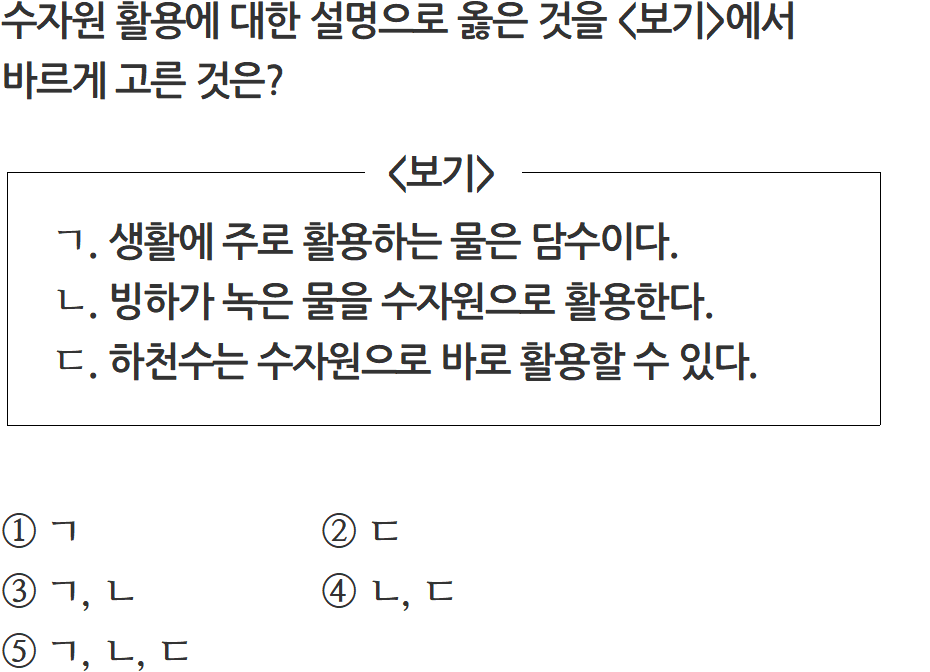 수자원 활용에 대한 설명으로 옳은 것을 <보기>에서
바르게 고른 것은?
<보기>
ㄱ. 생활에 주로 활용하는 물은 담수이다.
ㄴ. 빙하가 녹은 물을 수자원으로 활용한다.
ㄷ. 하천수는 수자원으로 바로 활용할 수 있다.
① ㄱ ② ㄷ
③ ㄱ, ㄴ ④ ㄴ, ㄷ
⑤ ㄱ, ㄴ, ㄷ